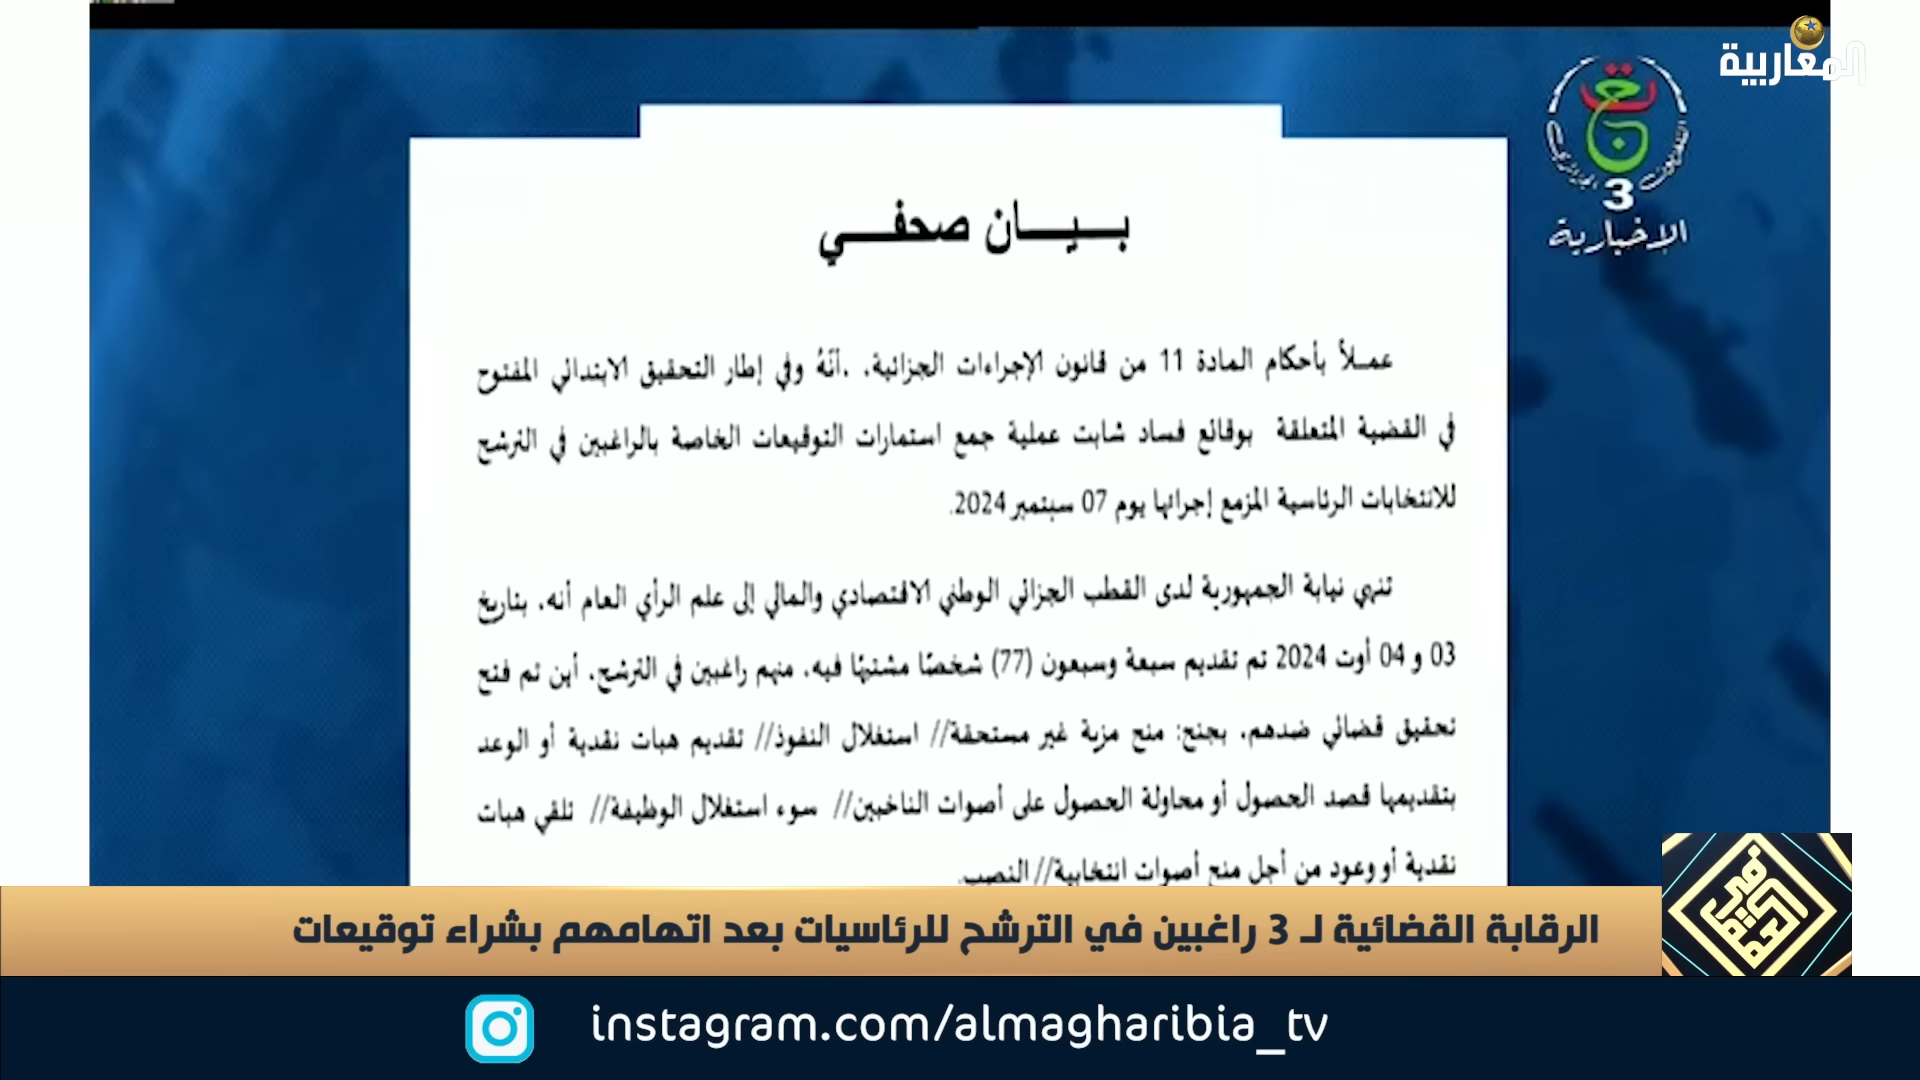 المغاربية
3
الإخبارية
بيان صحفي
عملاً بأحكام المادة 11 من قانون الإجراءات الجزائية، .أنّهُ وفي إطار التحقيق الابتدائي المفتوح
في القضية المتعلقة بوقائع فساد شابت عملية جمع استمارات التوقيعات الخاصة بالراغبين في الترشح
للانتخابات الرئاسية المزمع إجرائها يوم 07 سبتمبر 2024.
تنهي نيابة الجمهورية لدى القطب الجزائي الوطني الاقتصادي والمالي إلى علم الرأي العام أنه، بتاريخ
03 و 04 أوت 2024 تم تقديم سبعة وسبعون (77) شخصًا مشتبهًا فيه، منهم راغبين في الترشح، أين تم فتح
تحقيق قضائي ضدهم، بجنح: منح مزية غير مستحقة// استغلال النفوذ// تقديم هبات نقدية أو الوعد
بتقديمها قصد الحصول أو محاولة الحصول على أصوات الناخبين// سوء استغلال الوظيفة// تلقي هبات
نقدية أو وعود من أجل منح أصوات انتخابية// النصب.
الرقابة القضائية لـ 3 راغبين في الترشح للرئاسيات بعد اتهامهم بشراء توقيعات
instagram.com/almagharibia_tv